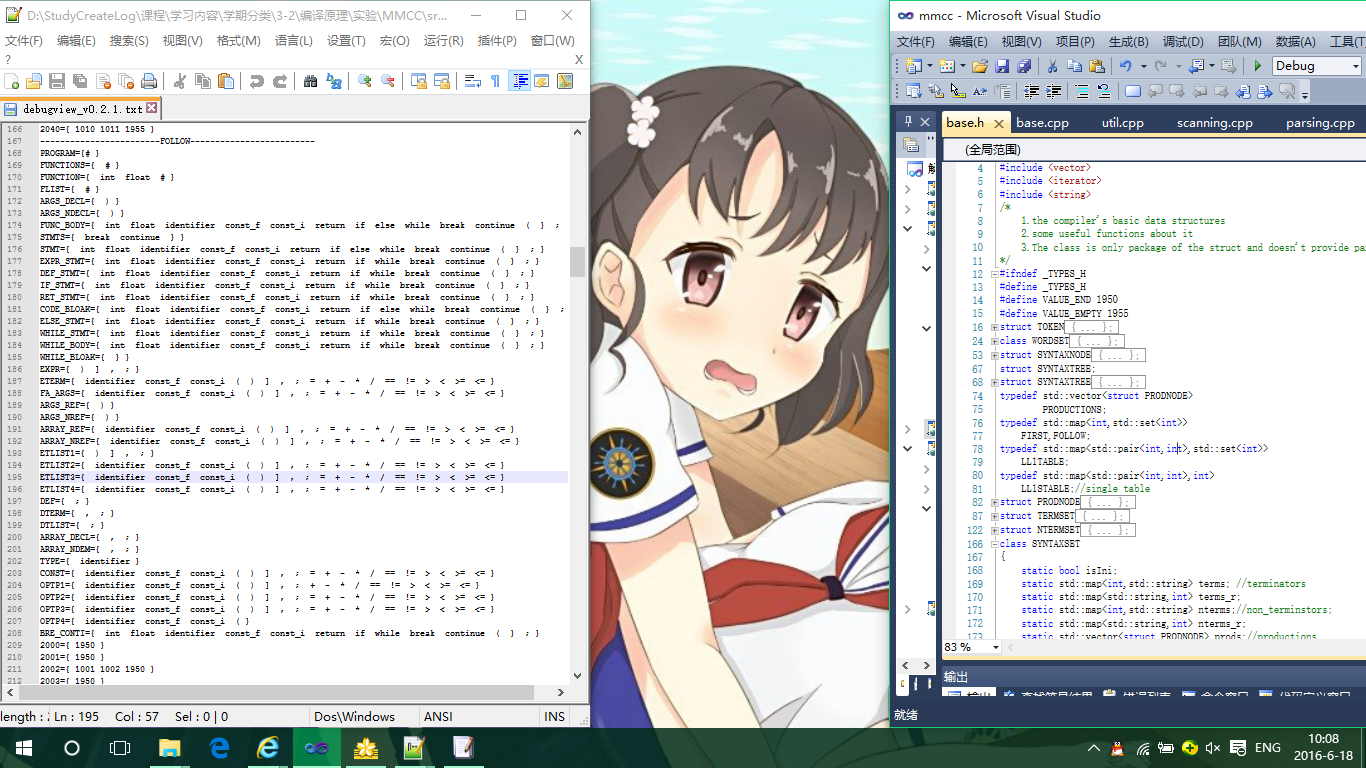 D:\StudyCreateLog\课程\学习内容\学期分类\3-2\编译原理\实验\MMCC\sr...
文件(F) 编辑(E) 搜索(S) 视图(V) 格式(M) 语言(L) 设置(T) 宏(O) 运行(R) 插件(P) 窗口(W)
? X
debugview_v0.2.1.txt
166 2040={ 1010 1011 1955 }
167 ------------------------FOLLOW-------------------------
168 PROGRAM={# }
169 FUNCTIONS={ # }
170 FUNCTION={ int float # }
171 FLIST={ # }
172 ARGS_DECL={ ) }
173 ARGS_NDECL={ ) }
174 FUNC_BODY={ int float identifier const_f const_i return if else while break continue ( } ;
175 STMTS={ break continue } }
176 STMT={ int float identifier const_f const_i return if else while break continue ( } ; }
177 EXPR_STMT={ int float identifier const_f const_i return if while break continue ( } ; }
178 DEF_STMT={ int float identifier const_f const_i return if while break continue ( } ; }
179 IF_STMT={ int float identifier const_f const_i return if while break continue ( } ; }
180 RET_STMT={ int float identifier const_f const_i return if while break continue ( } ; }
181 CODE_BLOAK={ int float identifier const_f const_i return if else while break continue ( } ;
182 ELSE_STMT={ int float identifier const_f const_i return if while break continue ( } ; }
183 WHILE_STMT={ int float identifier const_f const_i return if while break continue ( } ; }
184 WHILE_BODY={ int float identifier const_f const_i return if while break continue ( } ; }
185 WHILE_BLOAK={ } }
186 EXPR={ ) ] , ; }
187 ETERM={ identifier const_f const_i ( ) ] , ; = + - * / == != > < >= <= }
188 FA_ARGS={ identifier const_f const_i ( ) ] , ; = + - * / == != > < >= <= }
189 ARGS_REF={ ) }
190 ARGS_NREF={ ) }
191 ARRAY_REF={ identifier const_f const_i ( ) ] , ; = + - * / == != > < >= <= }
192 ARRAY_NREF={ identifier const_f const_i ( ) ] , ; = + - * / == != > < >= <= }
193 ETLIST1={ ) ] , ; }
194 ETLIST2={ identifier const_f const_i ( ) ] , ; = + - * / == != > < >= <= }
195 ETLIST3={ identifier const_f const_i ( ) ] , ; = + - * / == != > < >= <= }
196 ETLIST4={ identifier const_f const_i ( ) ] , ; = + - * / == != > < >= <= }
197 DEF={ ; }
198 DTERM={ , ; }
199 DTLIST={ ; }
200 ARRAY_DECL={ , ; }
201 ARRAY_NDEM={ , ; }
202 TYPE={ identifier }
203 CONST={ identifier const_f const_i ( ) ] , ; = + - * / == != > < >= <= }
204 OPTP1={ identifier const_f const_i ( ) ] , ; + - * / == != > < >= <= }
205 OPTP2={ identifier const_f const_i ( ) ] , ; = + - * / == != > < >= <= }
206 OPTP3={ identifier const_f const_i ( ) ] , ; = + - * / == != > < >= <= }
207 OPTP4={ identifier const_f const_i ( }
208 BRE_CONTI={ int float identifier const_f const_i return if while break continue ( } ; }
209 2000={ 1950 }
210 2001={ 1950 }
211 2002={ 1001 1002 1950 }
212 2003={ 1950 }
length : Ln : 195 Col : 57 Sel : 0 | 0 Dos\Windows ANSI INS
mmcc - Microsoft Visual Studio
文件(F) 编辑(E) 视图(V) 项目(P) 生成(B) 调试(D) 团队(M) 数据(A) 工具(T)
Debug
base.h base.cpp util.cpp scanning.cpp parsing.cpp
(全局范围)
4 #include <vector>
5 #include <iterator>
6 #include <string>
7 /*
8 1.the compiler's basic data structures
9 2.some useful functions about it
10 3.The class is only package of the struct and doesn't provide pa
11 */
12 #ifndef _TYPES_H
13 #define _TYPES_H
14 #define VALUE_END 1950
15 #define VALUE_EMPTY 1955
16 struct TOKEN{ ... };
24 class WORDSET{ ... };
53 struct SYNTAXNODE{ ... };
67 struct SYNTAXTREE;
68 struct SYNTAXTREE{ ... };
74 typedef std::vector<struct PRODNODE>
75 PRODUCTIONS;
76 typedef std::map<int,std::set<int>>
77 FIRST,FOLLOW;
78 typedef std::map<std::pair<int,int>,std::set<int>>
79 LL1TABLE;
80 typedef std::map<std::pair<int,int>,int>
81 LL1STABLE;//single table
82 struct PRODNODE{ ... };
87 struct TERMSET{ ... };
122 struct NTERMSET{ ... };
166 class SYNTAXSET
167 {
168 static bool isIni;
169 static std::map<int,std::string> terms; //terminators
170 static std::map<std::string,int> terms_r;
171 static std::map<int,std::string> nterms;//non_terminstors;
172 static std::map<std::string,int> nterms_r;
173 static std::vector<struct PRODNODE> prods;//productions
83 %
输出
输出 查找符号结果 错误列表 命令窗口 代码定义窗口
就绪
ENG
10:08
2016-6-18